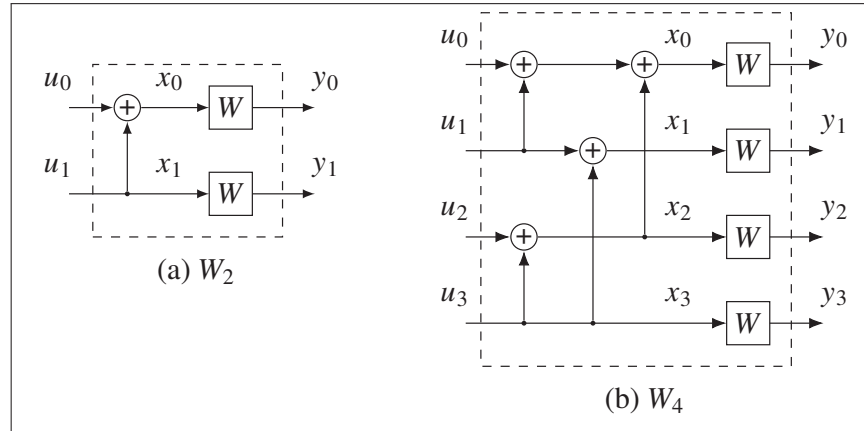 u₀ x₀ W y₀
u₁ x₁ W y₁
(a) W₂
u₀ x₀ W y₀
u₁ x₁ W y₁
u₂ x₂ W y₂
u₃ x₃ W y₃
(b) W₄